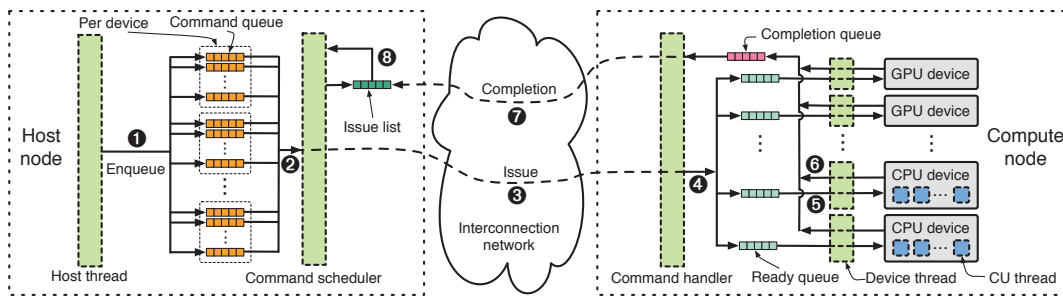 Per device
Command queue
Completion queue
GPU device
GPU device
Host
node
Compute
node
❶
Enqueue
❷
❽
Issue list
Completion
❼
Issue
❸
Interconnection
network
❹
❻
❺
CPU device
CPU device
Host thread
Command scheduler
Command handler
Ready queue
Device thread
CU thread